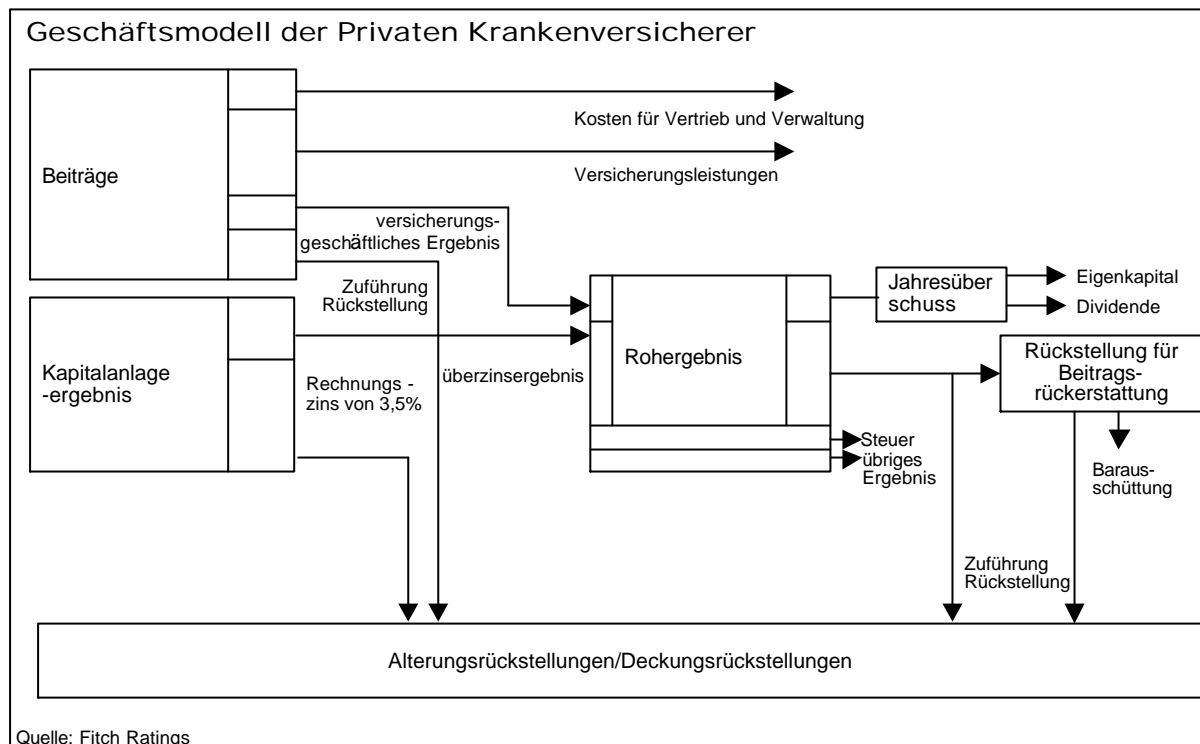 Geschäftsmodell der Privaten Krankenversicherer
Beiträge
Kosten für Vertrieb und Verwaltung
Versicherungsleistungen
versicherungs-
geschäftliches Ergebnis
Zuführung
Rückstellung
Kapitalanlage
-ergebnis
Rechnungs -
zins von 3,5%
überzinsergebnis
Rohergebnis
Jahresüber
schuss
Eigenkapital
Dividende
Rückstellung für
Beitrags-
rückerstattung
Steuer
übriges
Ergebnis
Baraus-
schüttung
Zuführung
Rückstellung
Alterungsrückstellungen/Deckungsrückstellungen
Quelle: Fitch Ratings